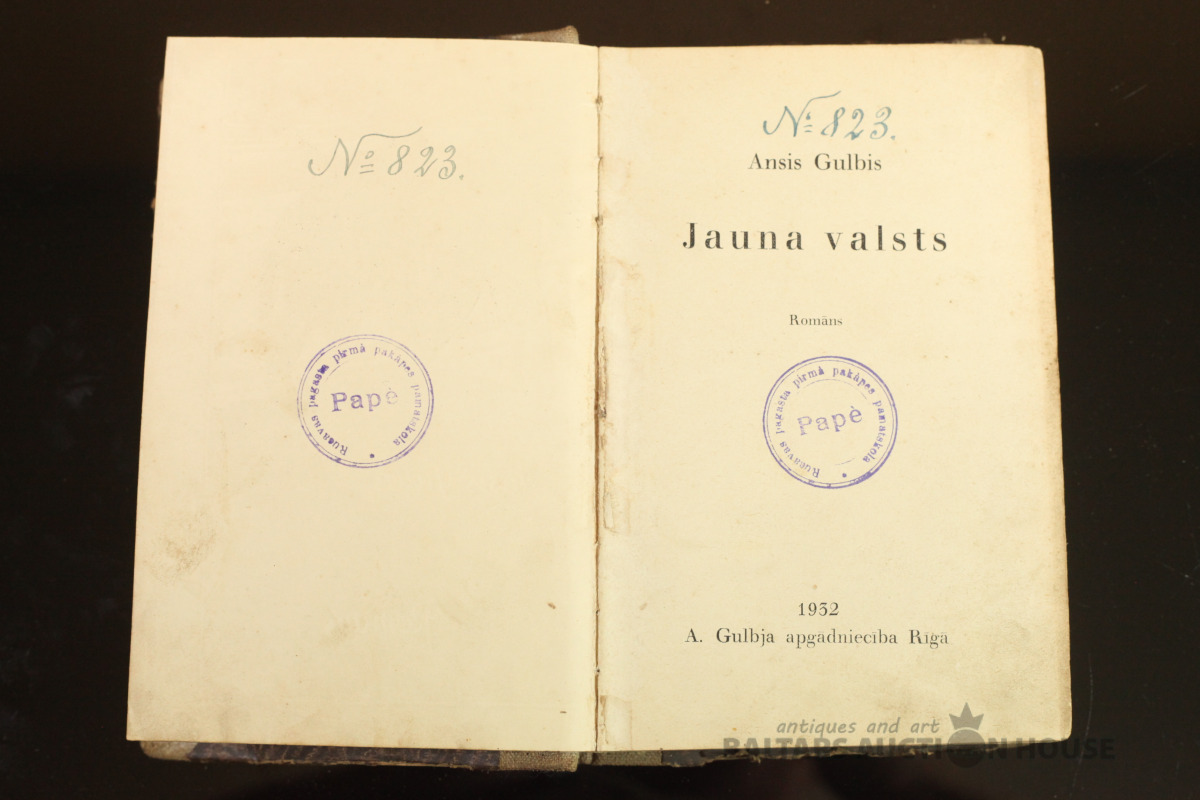 № 823.
Rucavas pagasta pirmā pakāpes pamatskola
Papè
№ 823.
Ansis Gulbis
Jauna valsts
Romāns
Rucavas pagasta pirmā pakāpes pamatskola
Papè
1932
A. Gulbja apgādniecība Rīgā
antiques and art
BALTARS AUCTION HOUSE